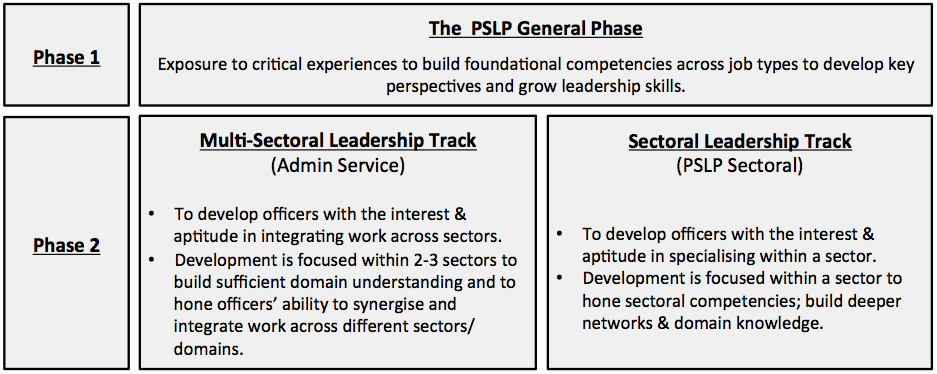 Phase 1
The PSLP General Phase
Exposure to critical experiences to build foundational competencies across job types to develop key
perspectives and grow leadership skills.
Phase 2
Multi-Sectoral Leadership Track
(Admin Service)
• To develop officers with the interest &
aptitude in integrating work across sectors.
• Development is focused within 2-3 sectors to
build sufficient domain understanding and to
hone officers’ ability to synergise and
integrate work across different sectors/
domains.
Sectoral Leadership Track
(PSLP Sectoral)
• To develop officers with the interest &
aptitude in specialising within a sector.
• Development is focused within a sector to
hone sectoral competencies; build deeper
networks & domain knowledge.